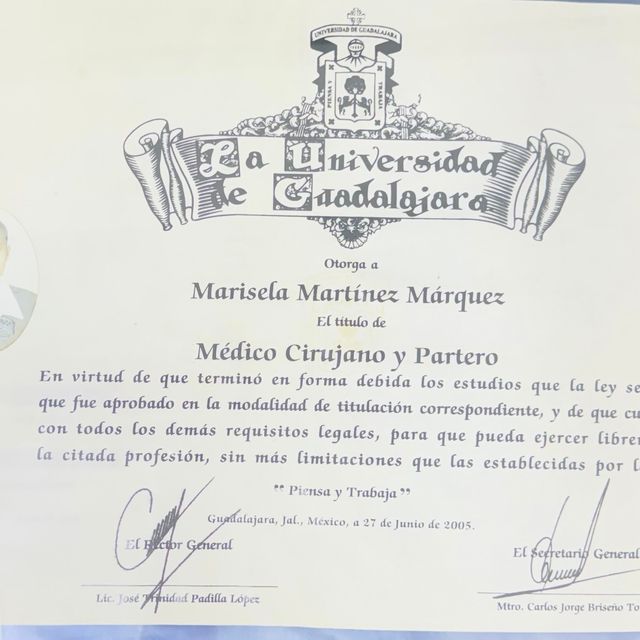 UNIVERSIDAD DE GUADALAJARA
PIENSA Y
TRABAJA
La Universidad
de Guadalajara
Otorga a
Marisela Martínez Márquez
El título de
Médico Cirujano y Partero
En virtud de que terminó en forma debida los estudios que la ley se
que fue aprobado en la modalidad de titulación correspondiente, y de que cu
con todos los demás requisitos legales, para que pueda ejercer librem
la citada profesión, sin más limitaciones que las establecidas por l
“ Piensa y Trabaja ”
Guadalajara, Jal., México, a 27 de Junio de 2005.
El Rector General
El Secretario General
Lic. José Trinidad Padilla López
Mtro. Carlos Jorge Briseño To